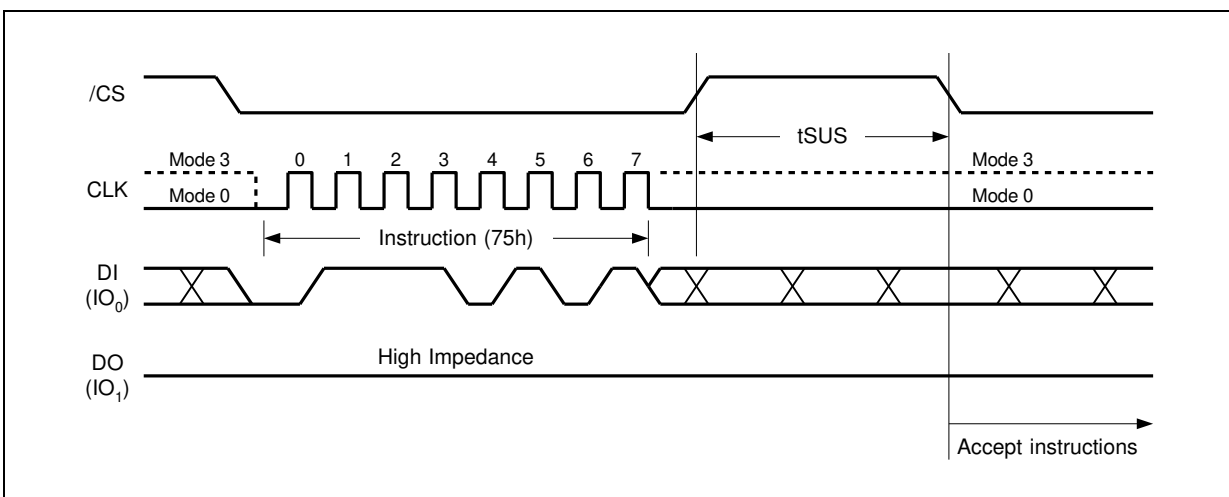 /CS
tSUS
Mode 3 0 1 2 3 4 5 6 7 Mode 3
CLK
Mode 0 Mode 0
Instruction (75h)
DI
(IO₀)
High Impedance
DO
(IO₁)
Accept instructions